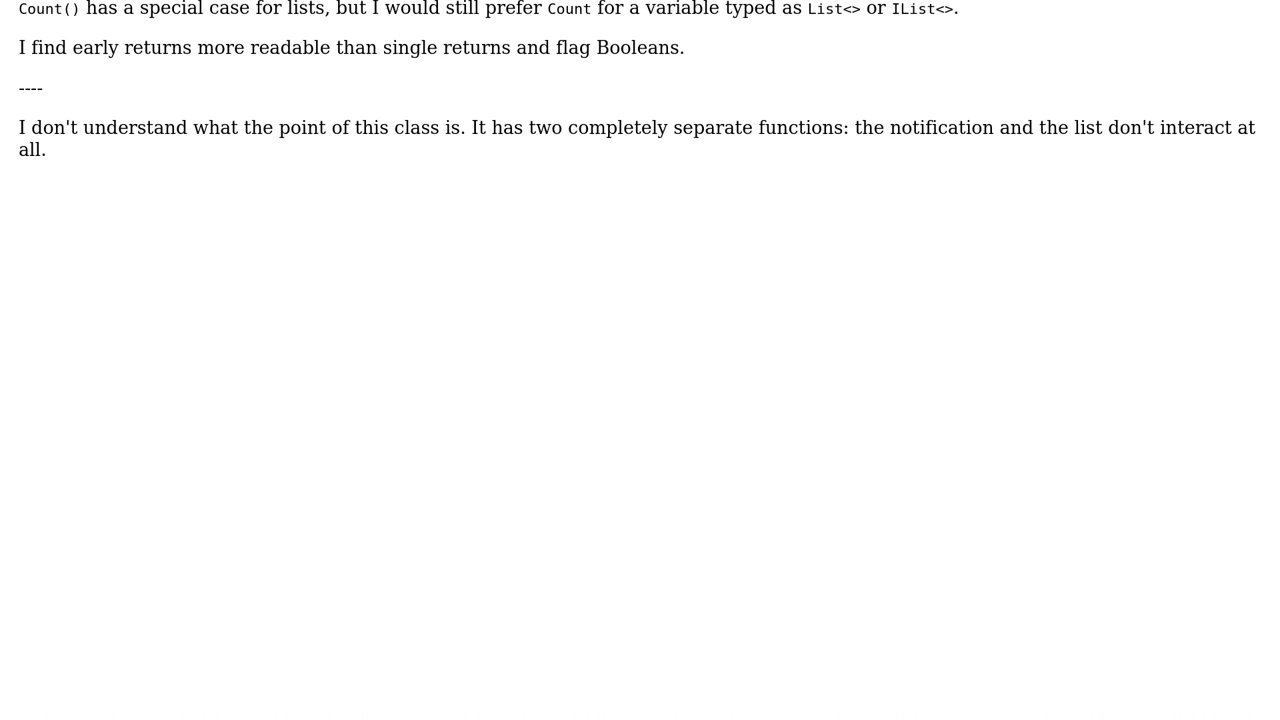 Count() has a special case for lists, but I would still prefer Count for a variable typed as List<> or IList<>.
I find early returns more readable than single returns and flag Booleans.
----
I don't understand what the point of this class is. It has two completely separate functions: the notification and the list don't interact at
all.